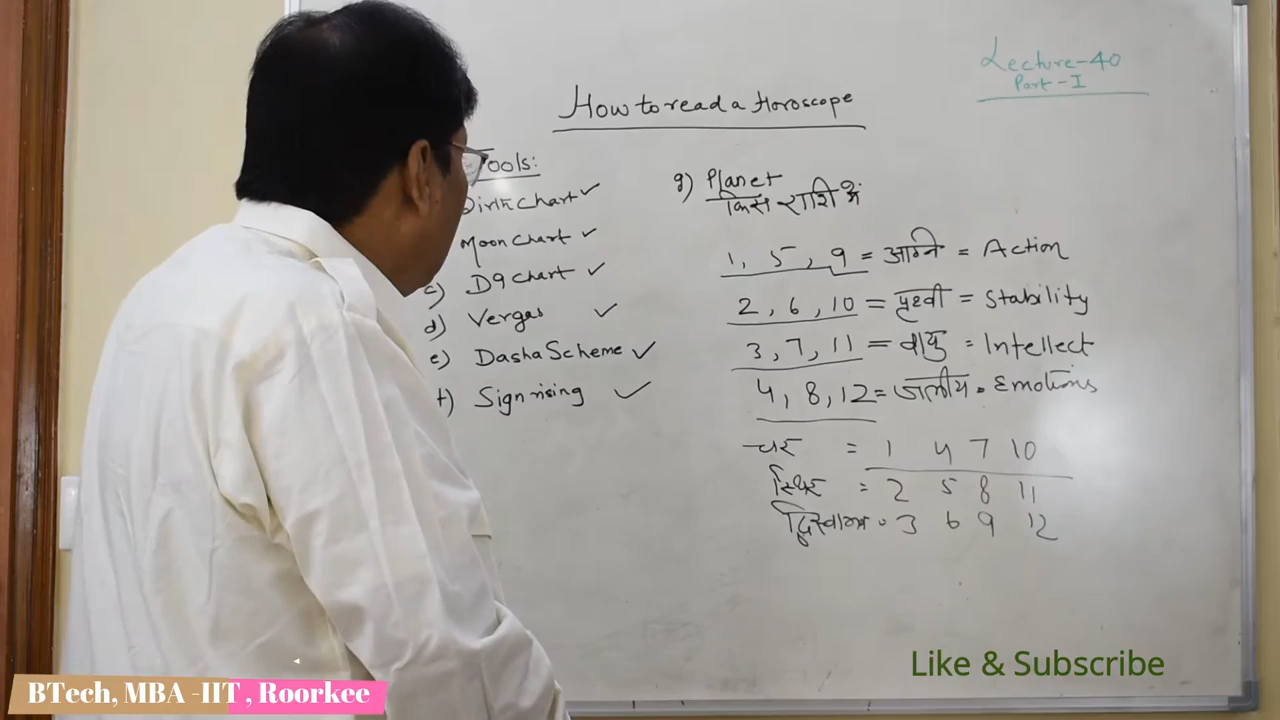 Lecture-40
Part-I
How to read a Horoscope
Tools:
Birth Chart ✓
Moon Chart ✓
c) D9 Chart ✓
d) Vergas ✓
e) Dasha Scheme ✓
f) Sign rising ✓
g) Planet
किस राशि में
1, 5, 9 = अग्नि = Action
2, 6, 10 = पृथ्वी = Stability
3, 7, 11 = वायु = Intellect
4, 8, 12 = जलीय = Emotions
चर = 1 4 7 10
स्थिर = 2 5 8 11
द्विस्वभाव = 3 6 9 12
Like & Subscribe
BTech, MBA -IIT , Roorkee